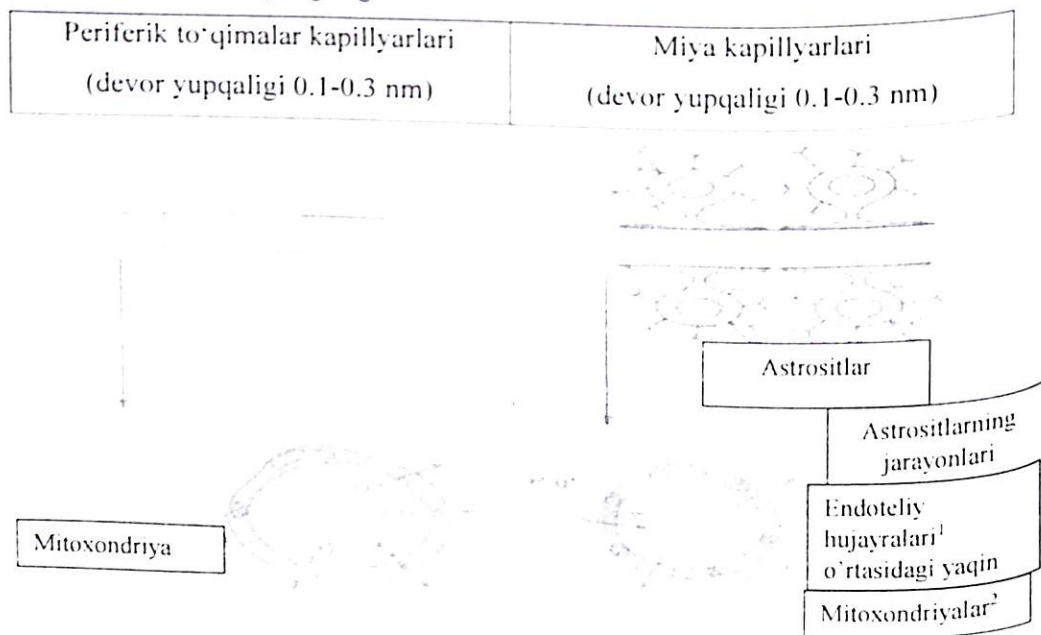 Periferik to‘qimalar kapillyarlari
(devor yupqaligi 0.1-0.3 nm)
Miya kapillyarlari
(devor yupqaligi 0.1-0.3 nm)
Astrositlar
Astrositlarning
jarayonlari
Mitoxondriya
Endoteliy
hujayralari¹
o’rtasidagi yaqin
Mitoxondriyalar²